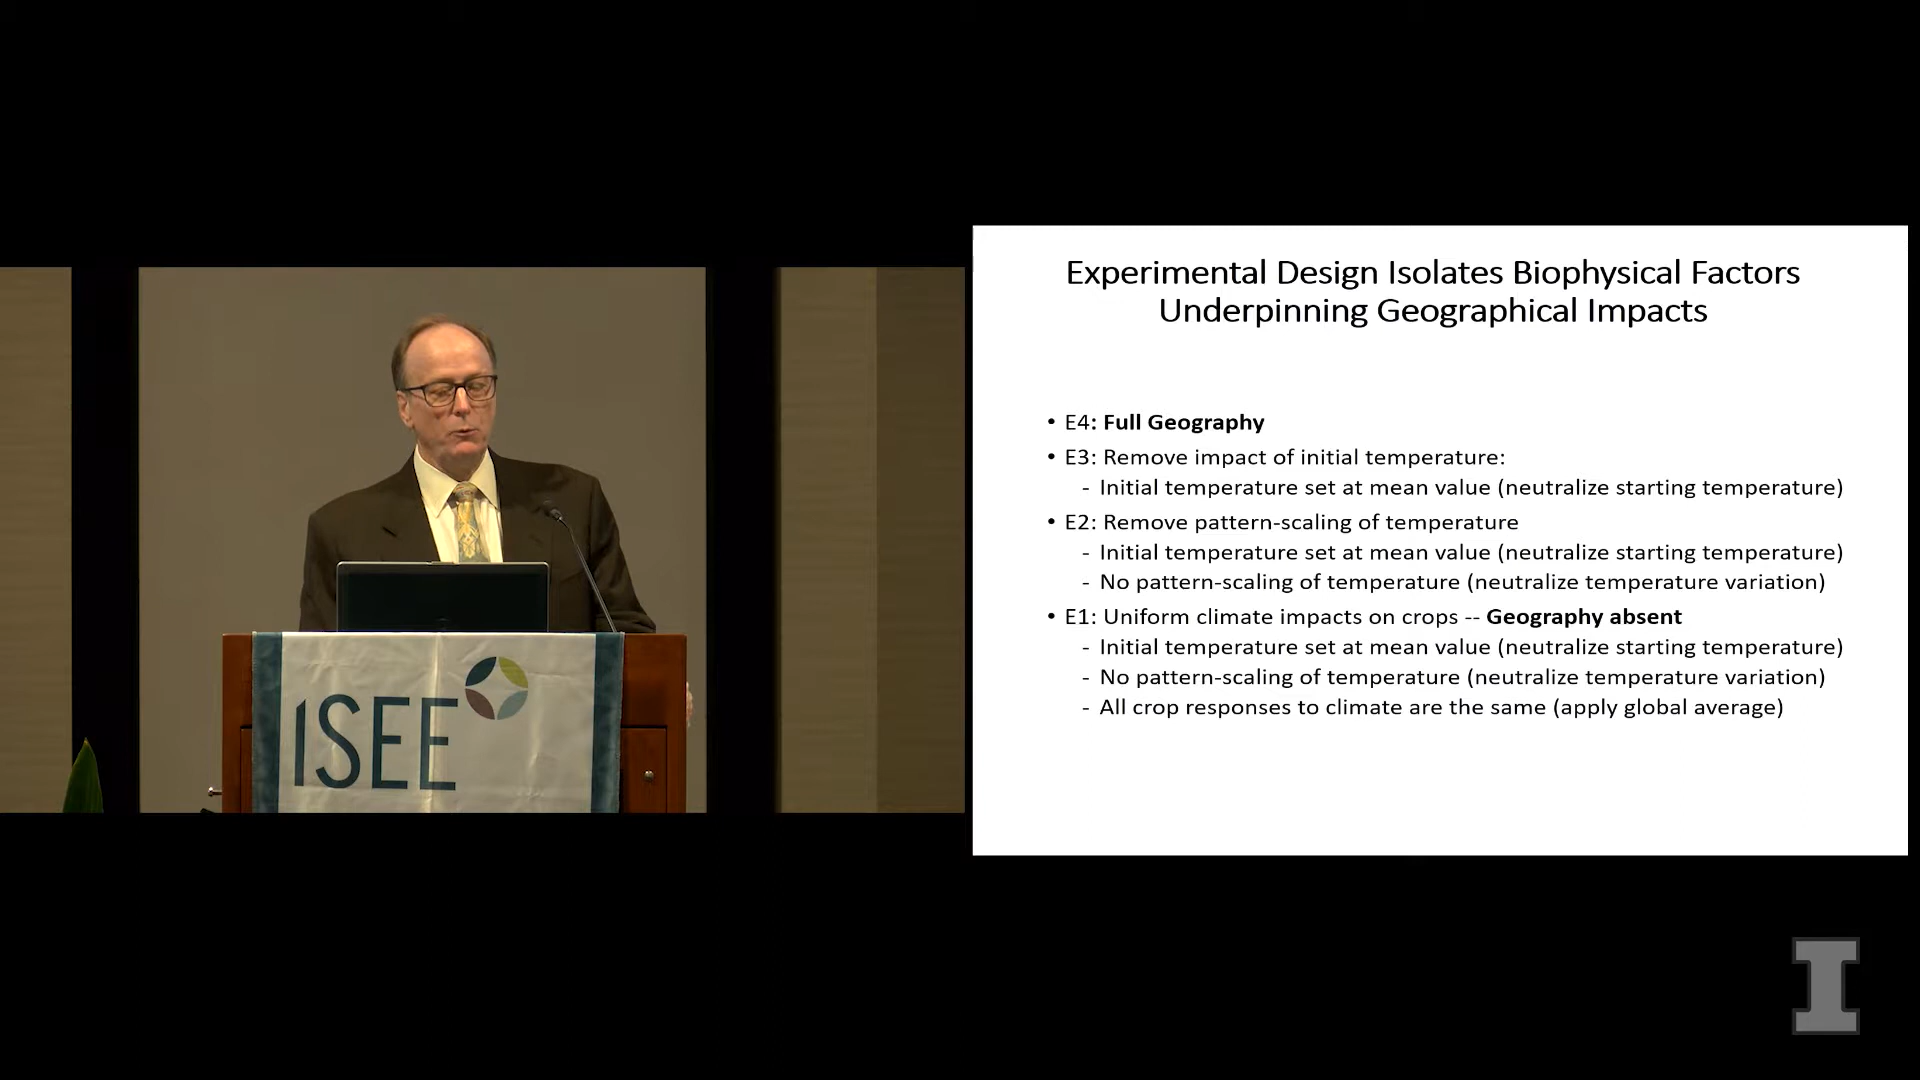 Experimental Design Isolates Biophysical Factors
Underpinning Geographical Impacts
• E4: Full Geography
• E3: Remove impact of initial temperature:
- Initial temperature set at mean value (neutralize starting temperature)
• E2: Remove pattern-scaling of temperature
- Initial temperature set at mean value (neutralize starting temperature)
- No pattern-scaling of temperature (neutralize temperature variation)
• E1: Uniform climate impacts on crops -- Geography absent
- Initial temperature set at mean value (neutralize starting temperature)
- No pattern-scaling of temperature (neutralize temperature variation)
- All crop responses to climate are the same (apply global average)
ISEE
I